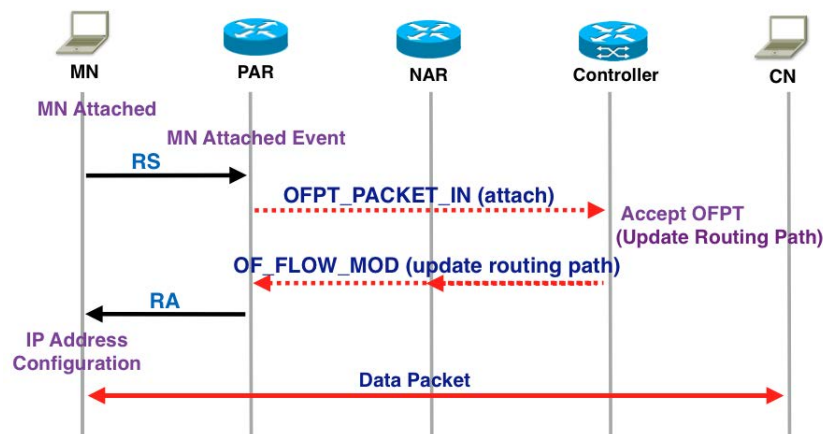 MN
PAR
NAR
Controller
CN
MN Attached
MN Attached Event
RS
OFPT_PACKET_IN (attach)
Accept OFPT
(Update Routing Path)
OF_FLOW_MOD (update routing path)
RA
IP Address
Configuration
Data Packet